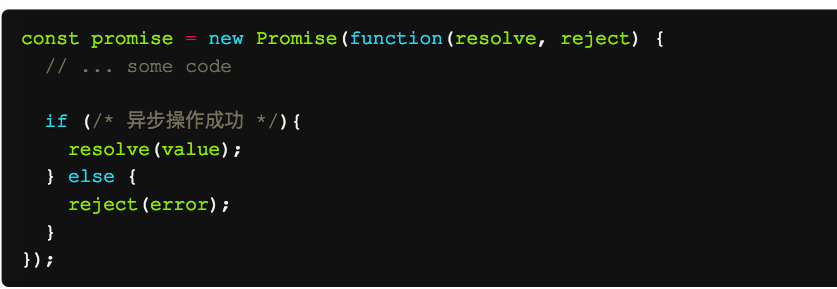 const promise = new Promise(function(resolve, reject) {
  // ... some code

  if (/* 异步操作成功 */){
    resolve(value);
  } else {
    reject(error);
  }
});